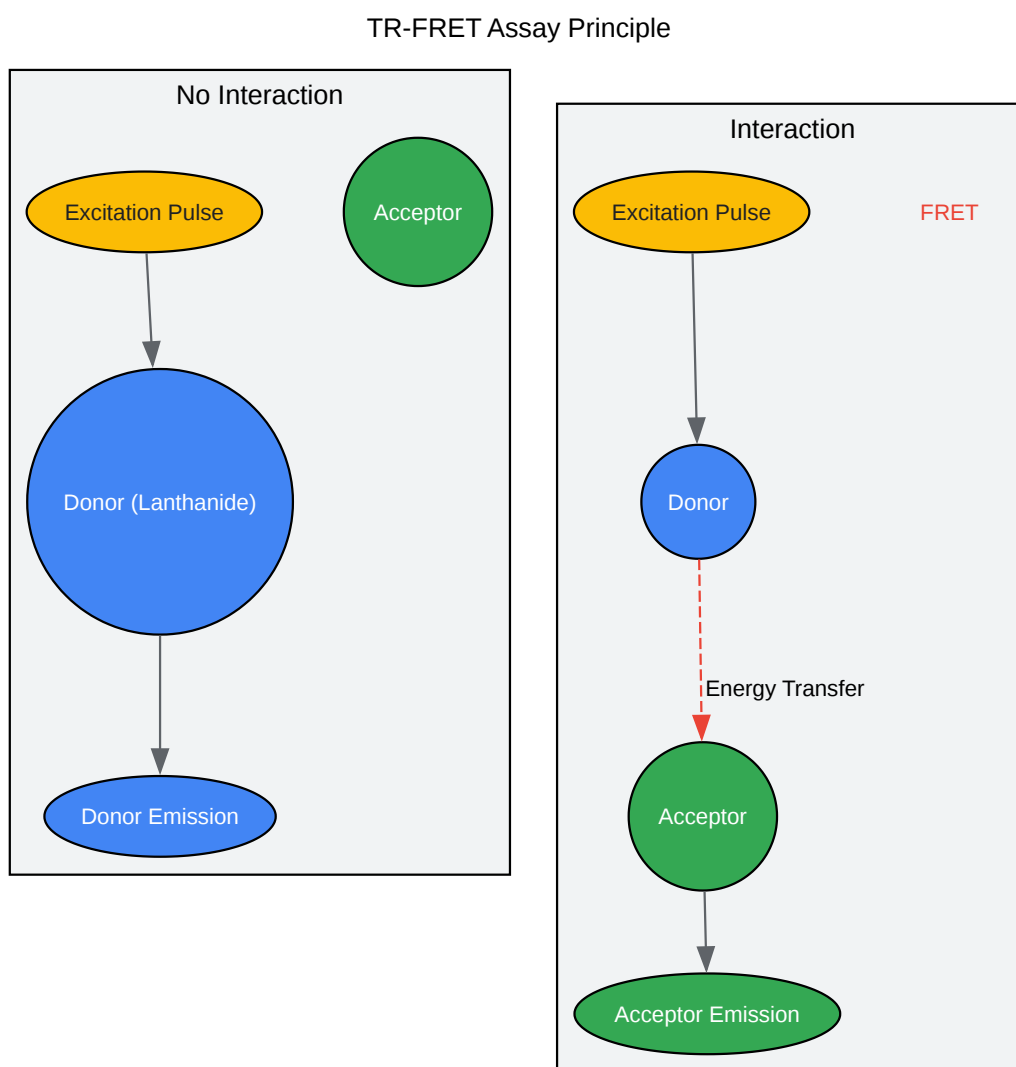 TR-FRET Assay Principle
No Interaction
Excitation Pulse
Acceptor
Donor (Lanthanide)
Donor Emission
Interaction
Excitation Pulse
FRET
Donor
Energy Transfer
Acceptor
Acceptor Emission